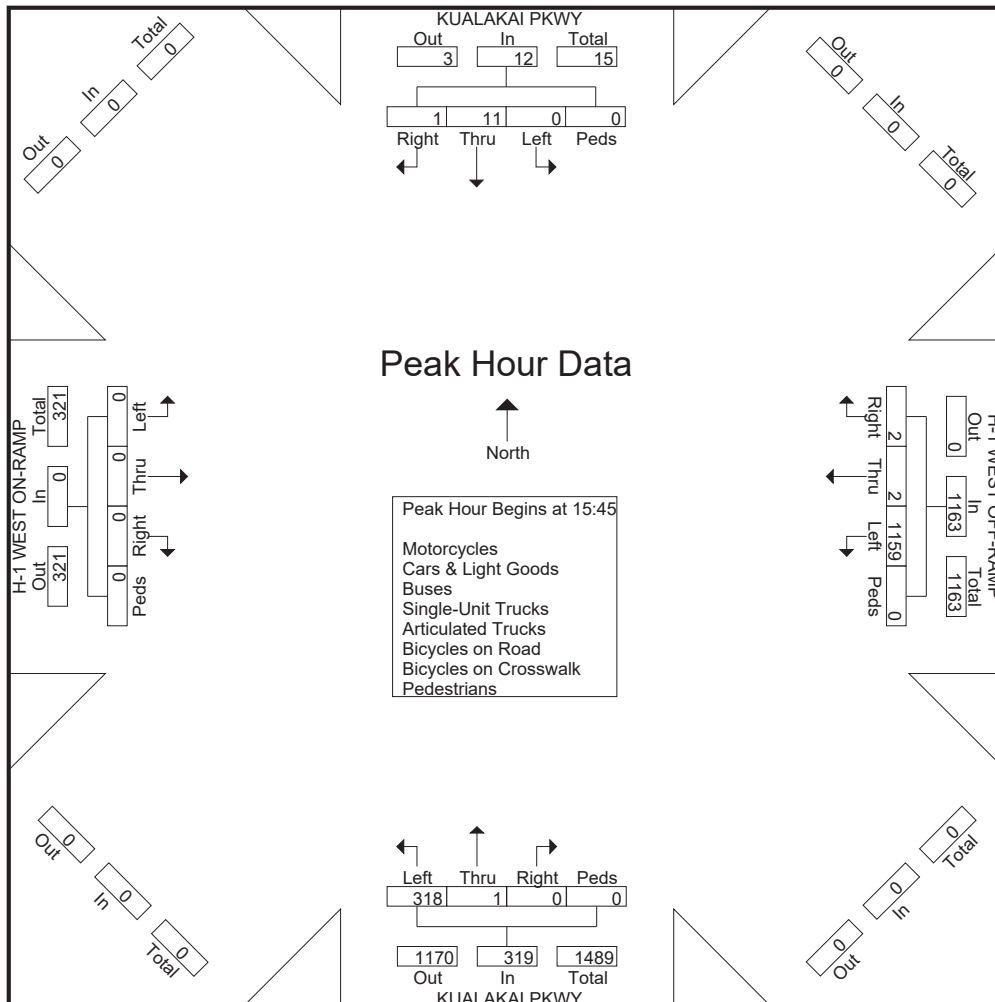 KUALAKAI PKWY
Out In Total
3 12 15
1 11 0 0
Right Thru Left Peds
Total
0
In
0
Out
0
Out
0
In
0
Total
0
Peak Hour Data
North
Peak Hour Begins at 15:45
Motorcycles
Cars & Light Goods
Buses
Single-Unit Trucks
Articulated Trucks
Bicycles on Road
Bicycles on Crosswalk
Pedestrians
H-1 WEST ON-RAMP
Out In Total
321 0 321
0 0 0 0
Left Thru Right Peds
H-1 WEST OFF-RAMP
Out In Total
0 1163 1163
2 2 1159 0
Right Thru Left Peds
Out
0
In
0
Total
0
Total
0
In
0
Out
0
Left Thru Right Peds
318 1 0 0
1170 319 1489
Out In Total
KUALAKAI PKWY